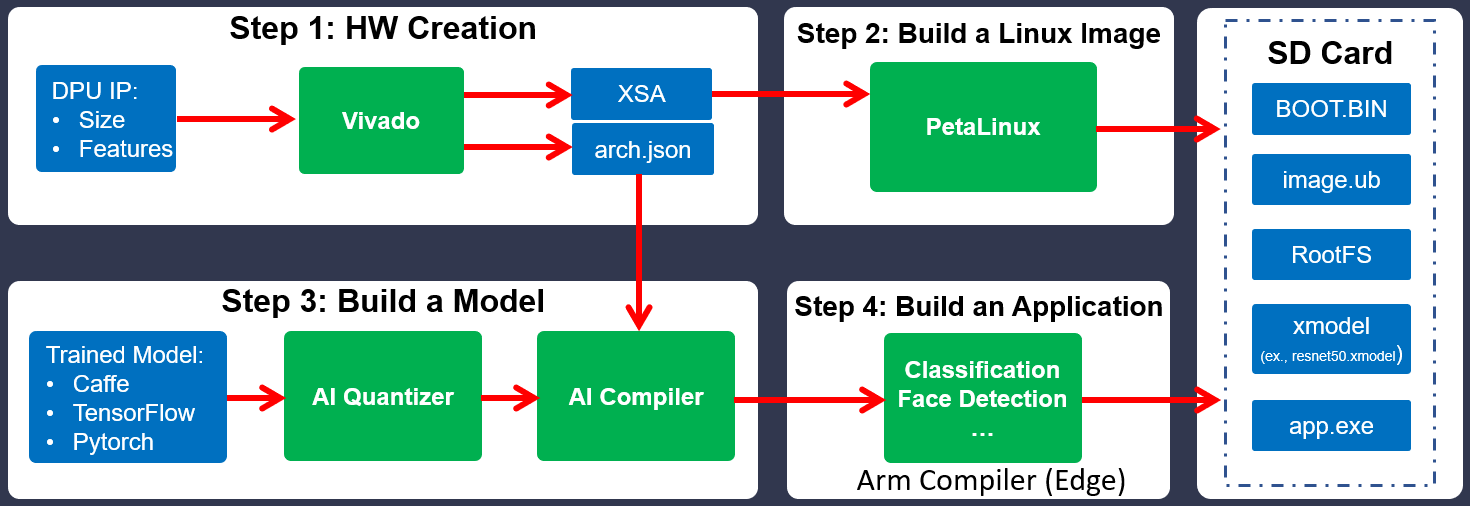 Step 1: HW Creation
DPU IP:
• Size
• Features
Vivado
XSA
arch.json
Step 2: Build a Linux Image
PetaLinux
Step 3: Build a Model
Trained Model:
• Caffe
• TensorFlow
• Pytorch
AI Quantizer
AI Compiler
Step 4: Build an Application
Classification
Face Detection
...
Arm Compiler (Edge)
SD Card
BOOT.BIN
image.ub
RootFS
xmodel
(ex., resnet50.xmodel)
app.exe